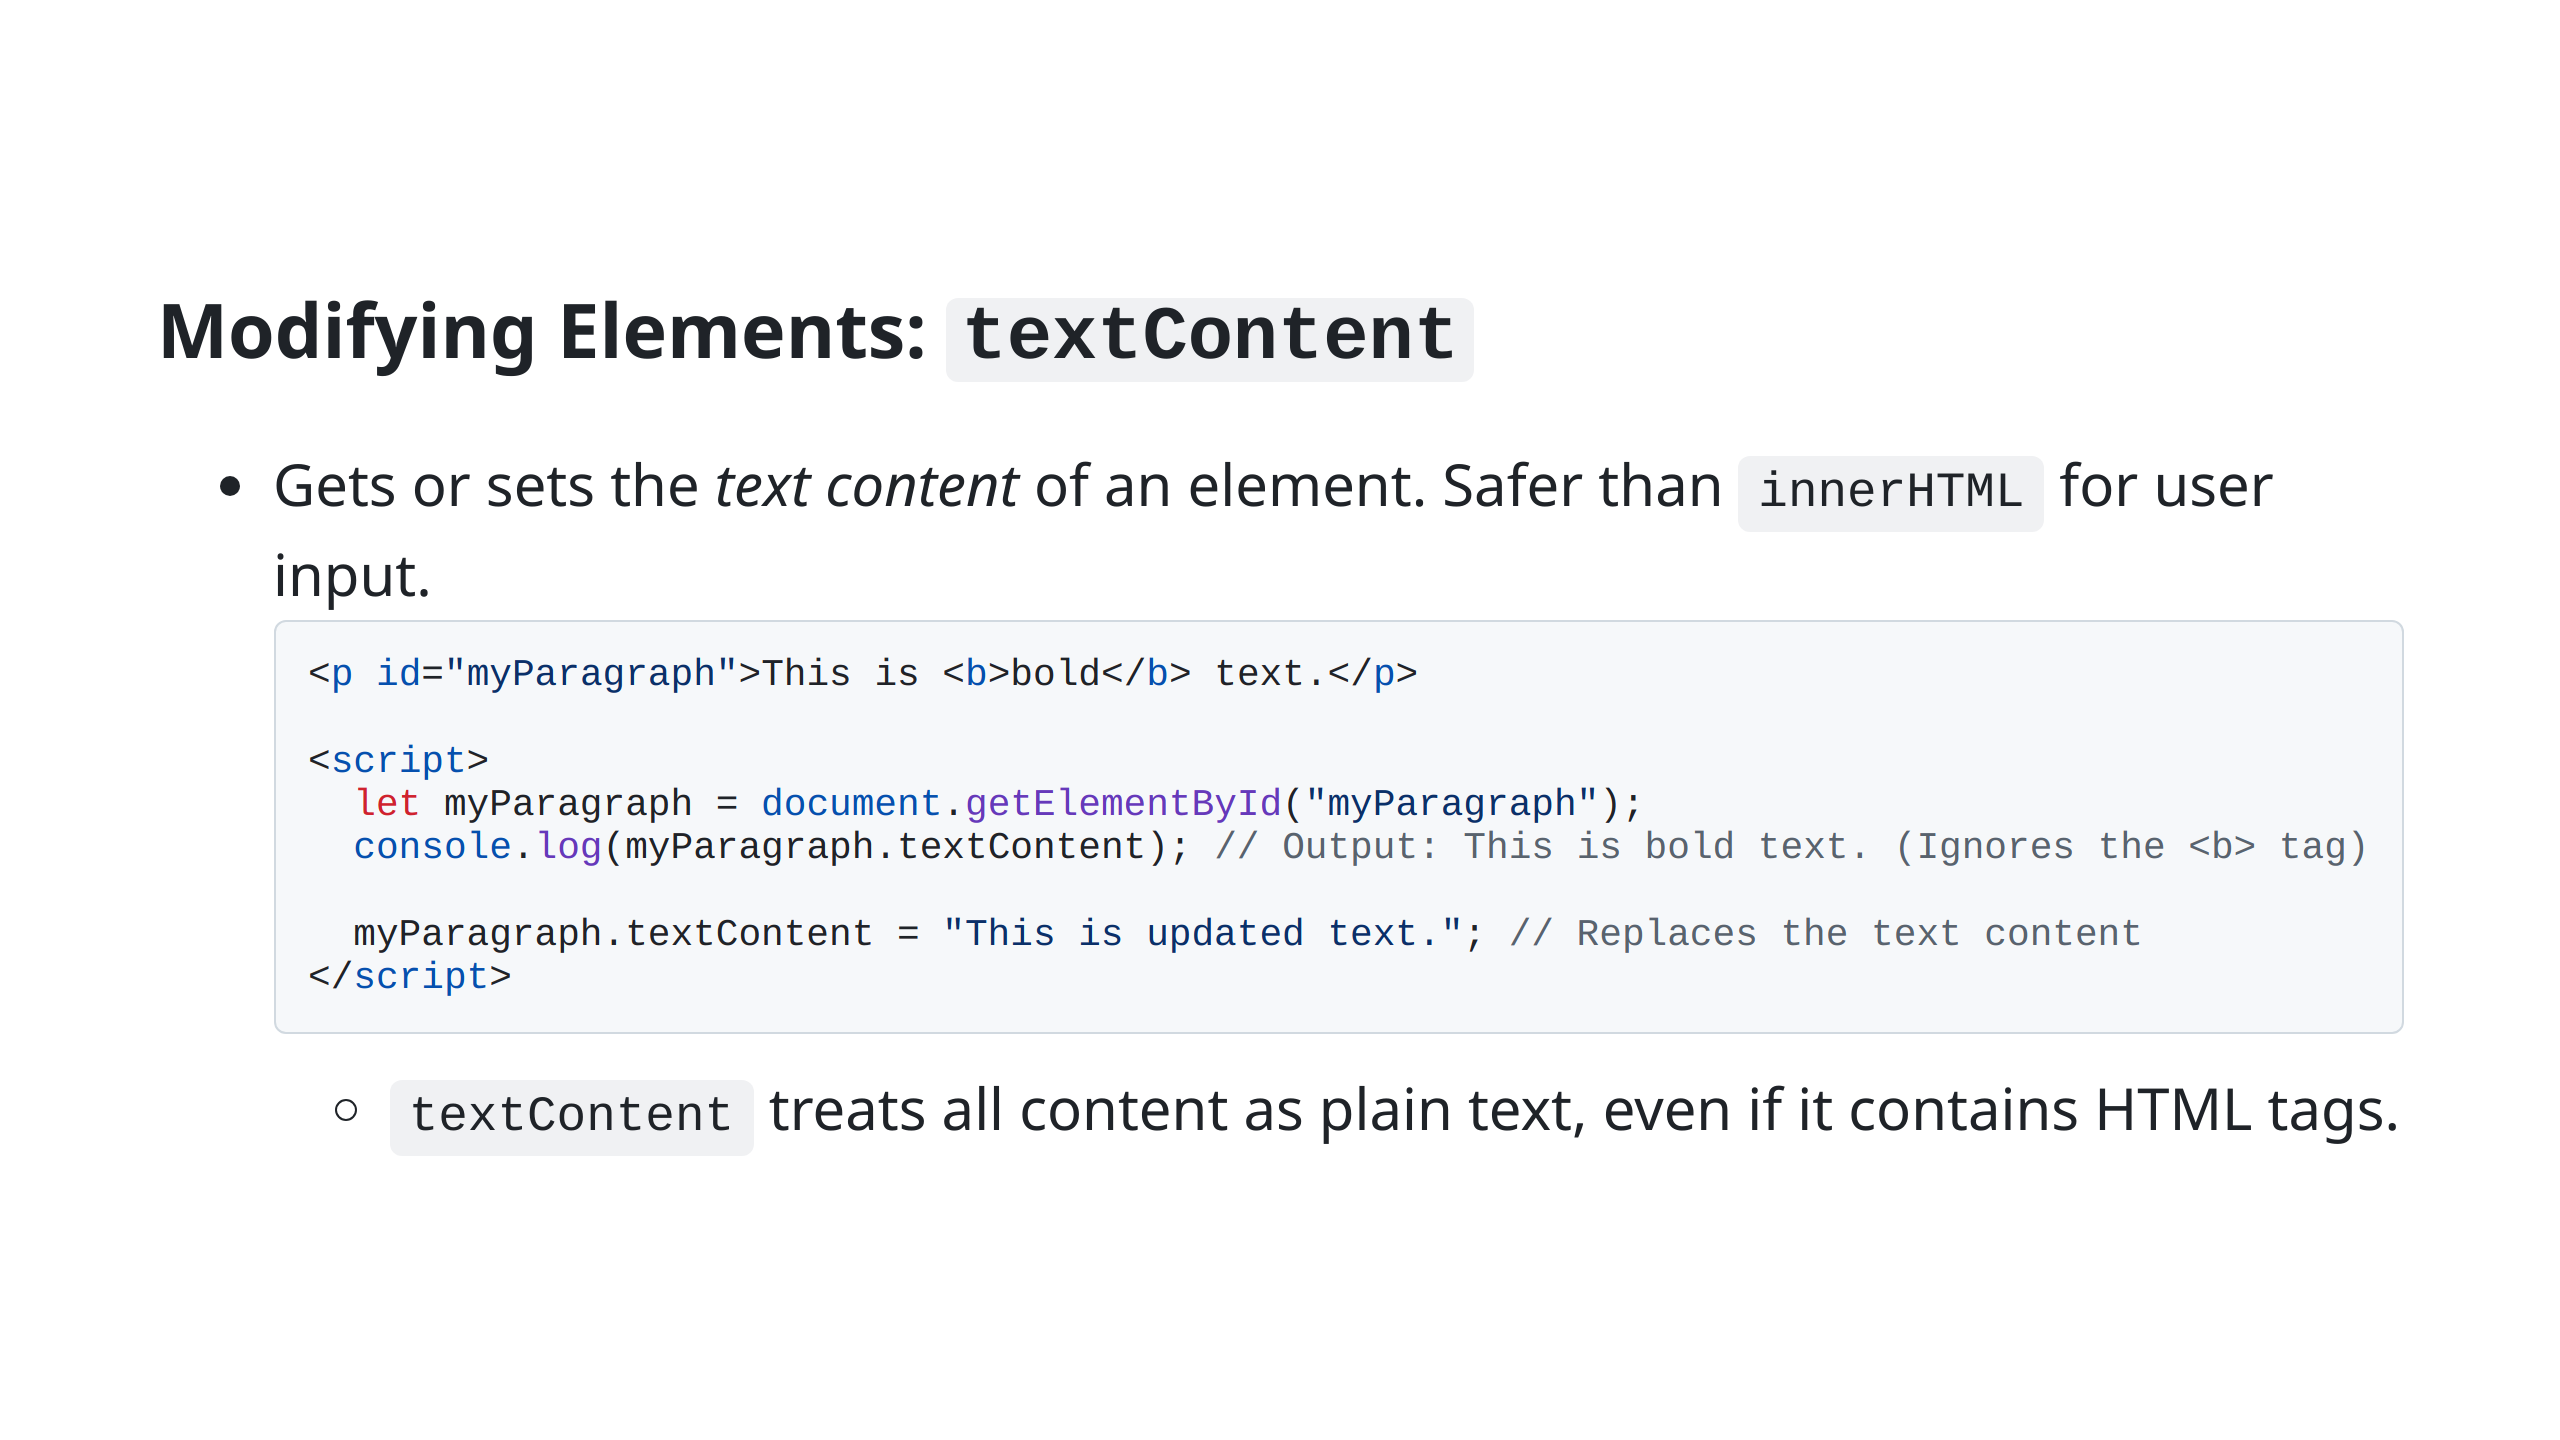 Modifying Elements: textContent
Gets or sets the text content of an element. Safer than innerHTML for user
input.
<p id="myParagraph">This is <b>bold</b> text.</p>
<script>
  let myParagraph = document.getElementById("myParagraph");
  console.log(myParagraph.textContent); // Output: This is bold text. (Ignores the <b> tag)
  myParagraph.textContent = "This is updated text."; // Replaces the text content
</script>
textContent treats all content as plain text, even if it contains HTML tags.